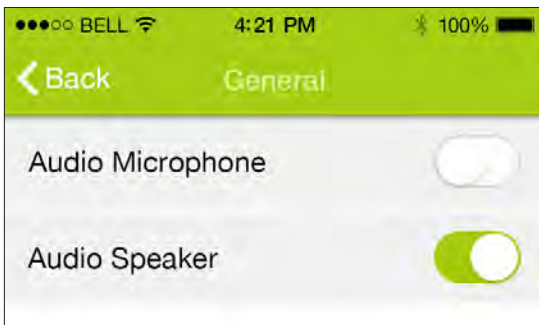 BELL 4:21 PM 100%
Back General
Audio Microphone
Audio Speaker